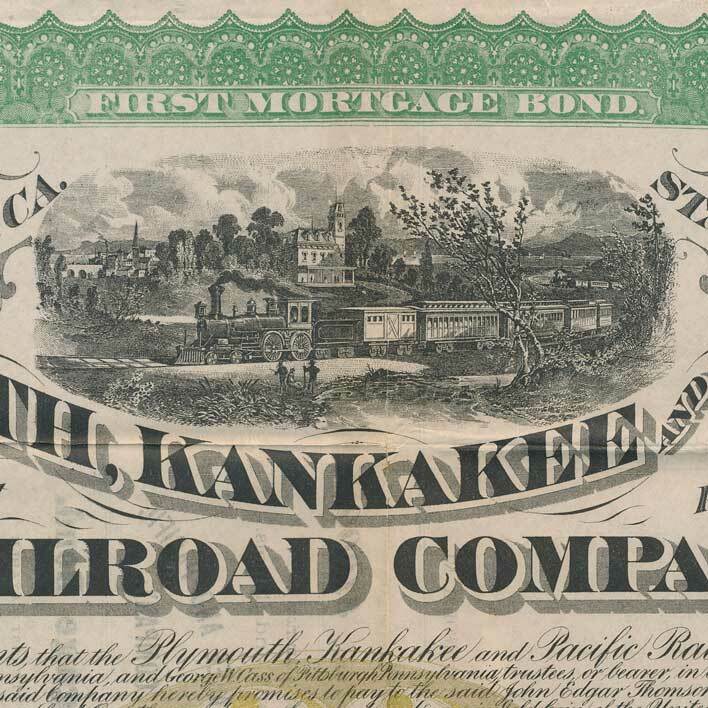 FIRST MORTGAGE BOND.
CA. ST
TH, KANKAKEE AND
ILROAD COMPA
nts that the Plymouth, Kankakee and Pacific Rai
nsylvania, and George W. Cass of Pittsburgh Pennsylvania, trustees, or bearer, in
said Company hereby promises to pay to the said John Edgar Thomson